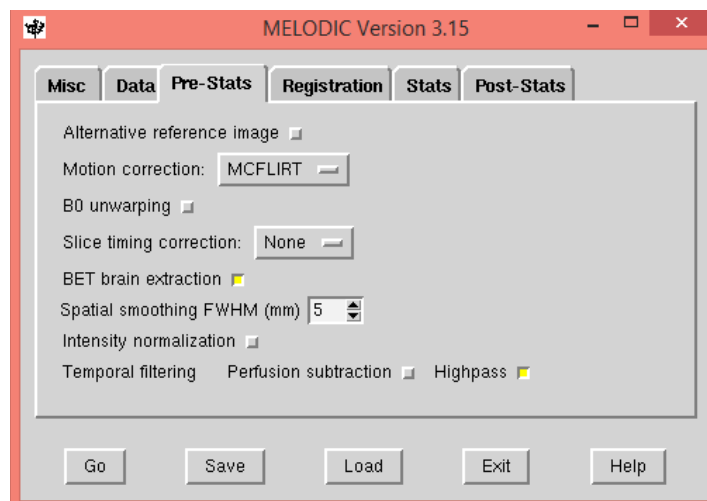 MELODIC Version 3.15
Misc Data Pre-Stats Registration Stats Post-Stats
Alternative reference image
Motion correction: MCFLIRT
B0 unwarping
Slice timing correction: None
BET brain extraction
Spatial smoothing FWHM (mm) 5
Intensity normalization
Temporal filtering Perfusion subtraction Highpass
Go Save Load Exit Help